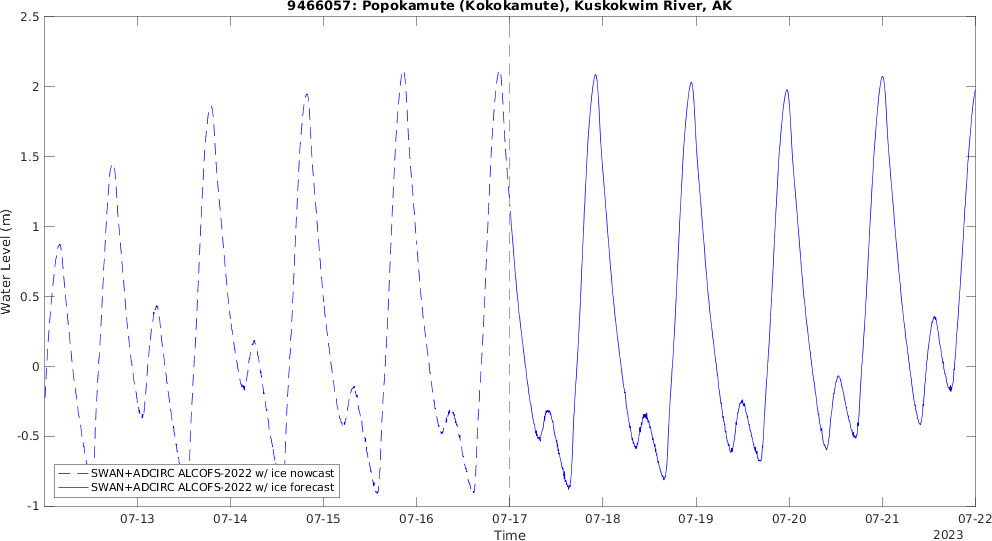 9466057: Popokamute (Kokokamute), Kuskokwim River, AK
2.5
2
1.5
1
0.5
0
-0.5
-1
Water Level (m)
SWAN+ADCIRC ALCOFS-2022 w/ ice nowcast
SWAN+ADCIRC ALCOFS-2022 w/ ice forecast
07-13 07-14 07-15 07-16 07-17 07-18 07-19 07-20 07-21 07-22
Time
2023